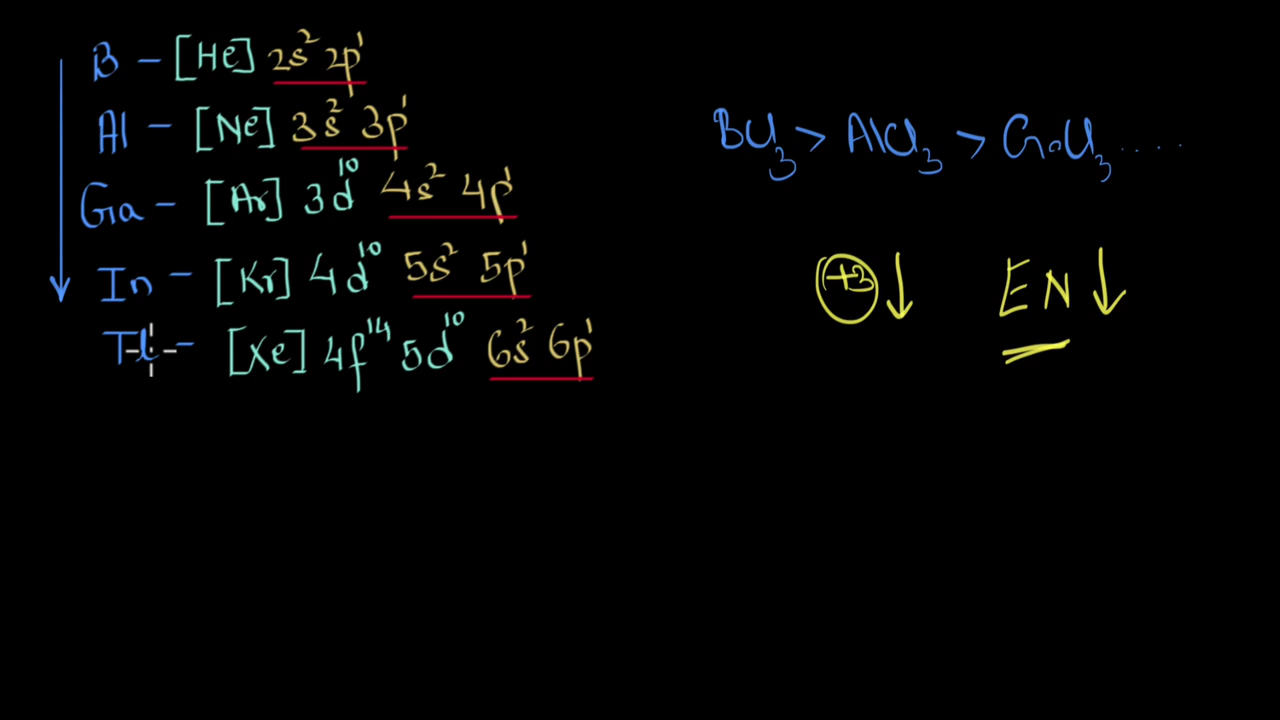 B – [He] 2s² 2p¹
Al – [Ne] 3s² 3p¹
Ga – [Ar] 3d¹⁰ 4s² 4p¹
In – [Kr] 4d¹⁰ 5s² 5p¹
Tl – [Xe] 4f¹⁴ 5d¹⁰ 6s² 6p¹
BCl₃ > AlCl₃ > GaCl₃ ....
+3 ↓ EN ↓